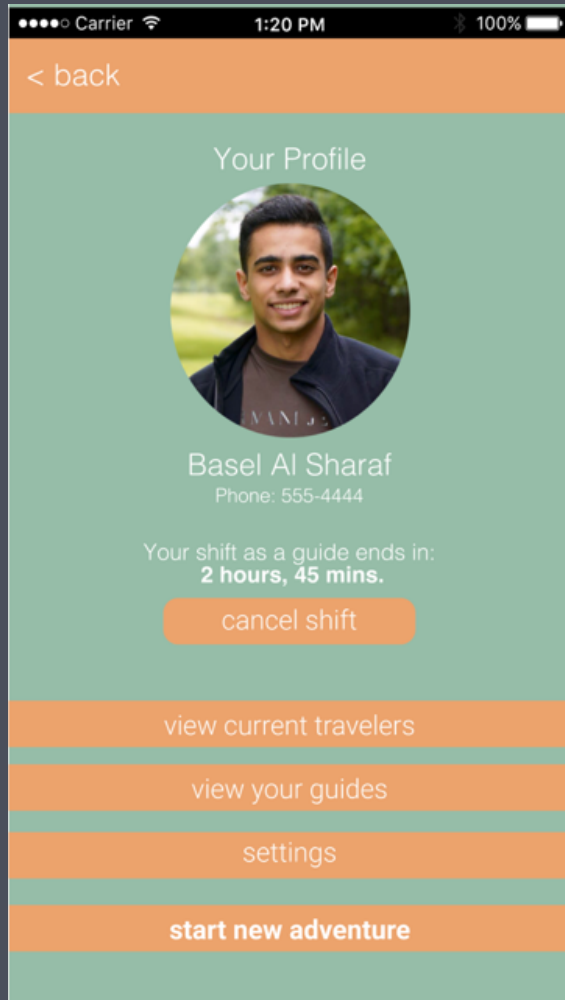 Carrier 1:20 PM 100%
< back
Your Profile
Basel Al Sharaf
Phone: 555-4444
Your shift as a guide ends in:
2 hours, 45 mins.
cancel shift
view current travelers
view your guides
settings
start new adventure